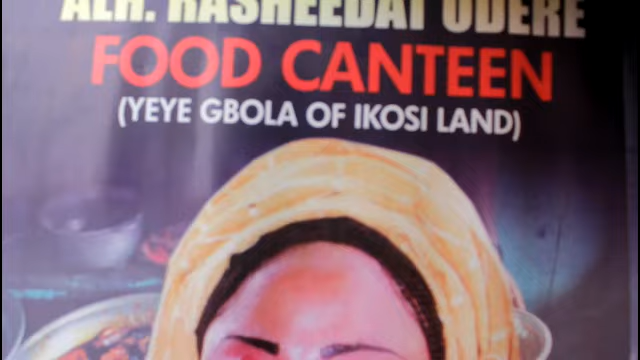 ALH. RASHEEDAT ODERE
FOOD CANTEEN
(YEYE GBOLA OF IKOSI LAND)